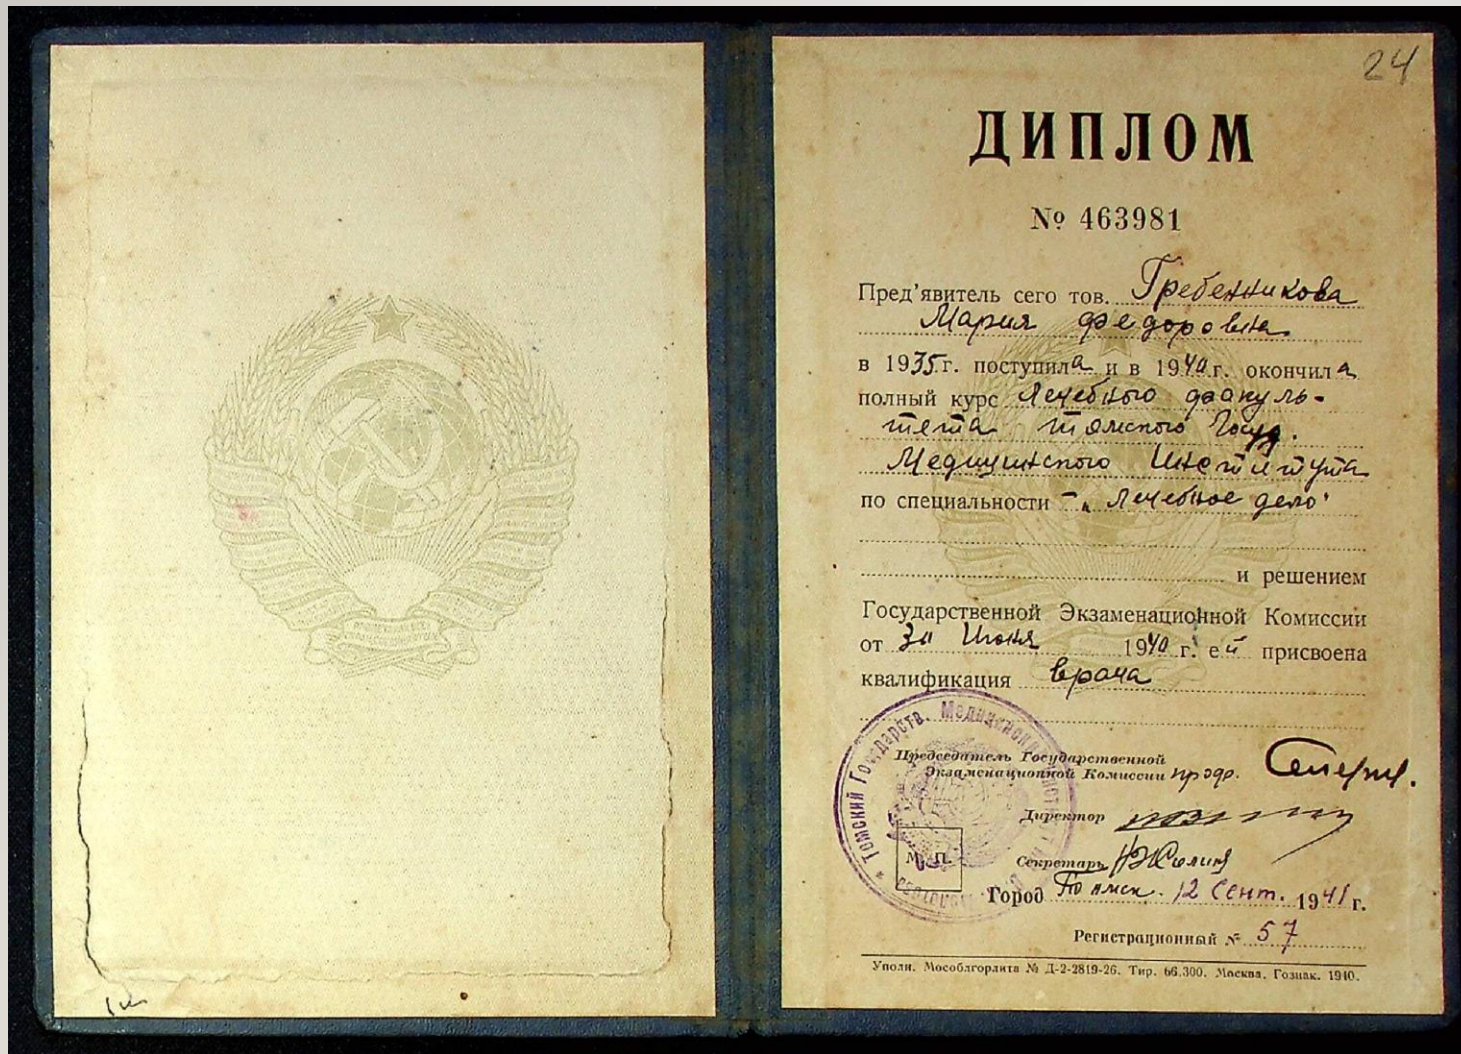 24
ДИПЛОМ
№ 463981
Пред'явитель сего тов. Гребенникова
Мария Федоровна
в 1935 г. поступила и в 1940 г. окончила
полный курс Лечебного факуль-
тета Томского Госуд.
Медицинского Института
по специальности - „Лечебное дело"
и решением
Государственной Экзаменационной Комиссии
от 30 Июня 1940 г. ей присвоена
квалификация врача
Томский Государств. Медицинский
Председатель Государственной
Экзаменационной Комиссии проф.
Директор
М. П.
Секретарь
Город Томск. 12 Сент. 1941 г.
Регистрационный № 57
Уполн. Мособлгорлита № Д-2-2819-26. Тир. 66.300. Москва. Гознак. 1940.